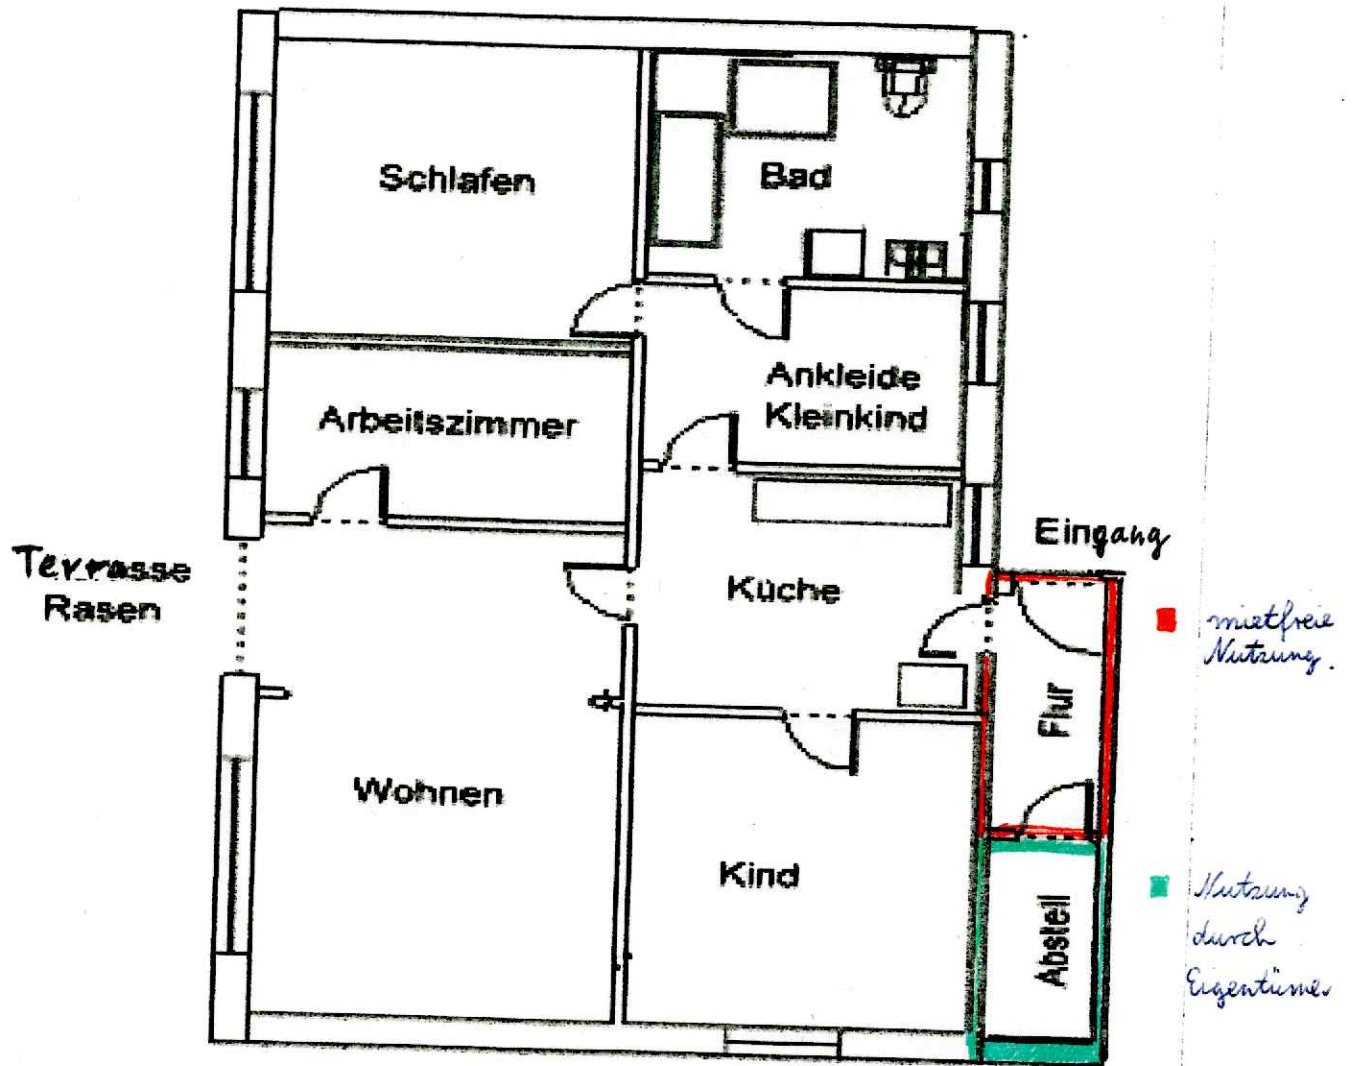 Schlafen
Bad
Ankleide
Kleinkind
Arbeitszimmer
Eingang
Terrasse
Rasen
Küche
mietfreie
Nutzung.
Flur
Wohnen
Kind
Abstell
Nutzung
durch
Eigentümer